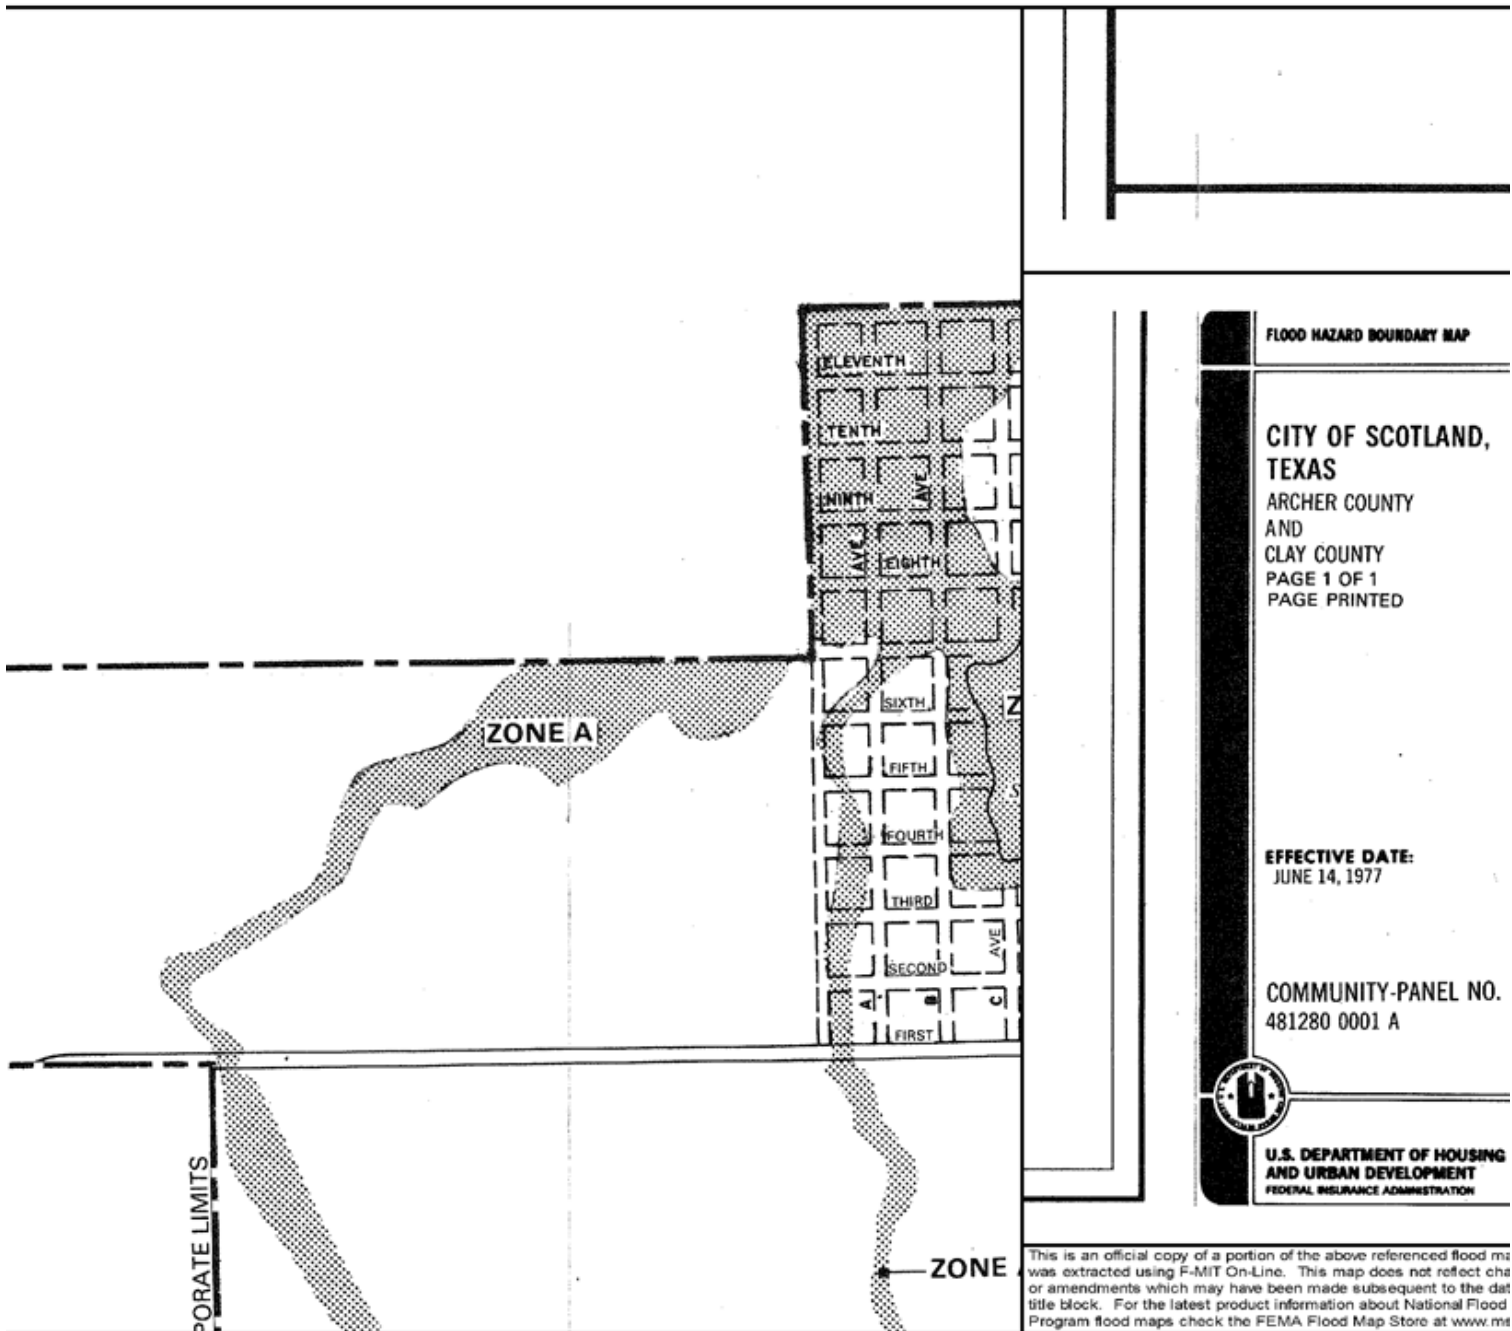 ELEVENTH
TENTH
NINTH
AVE
AVE
EIGHTH
ZONE A
SIXTH
Z
FIFTH
S
FOURTH
THIRD
AVE
SECOND
A
B
C
FIRST
PORATE LIMITS
ZONE
FLOOD HAZARD BOUNDARY MAP
CITY OF SCOTLAND,
TEXAS
ARCHER COUNTY
AND
CLAY COUNTY
PAGE 1 OF 1
PAGE PRINTED
EFFECTIVE DATE:
JUNE 14, 1977
COMMUNITY-PANEL NO.
481280 0001 A
U.S. DEPARTMENT OF HOUSING
AND URBAN DEVELOPMENT
FEDERAL INSURANCE ADMINISTRATION
This is an official copy of a portion of the above referenced flood ma
was extracted using F-MIT On-Line. This map does not reflect cha
or amendments which may have been made subsequent to the dat
title block. For the latest product information about National Flood
Program flood maps check the FEMA Flood Map Store at www.m